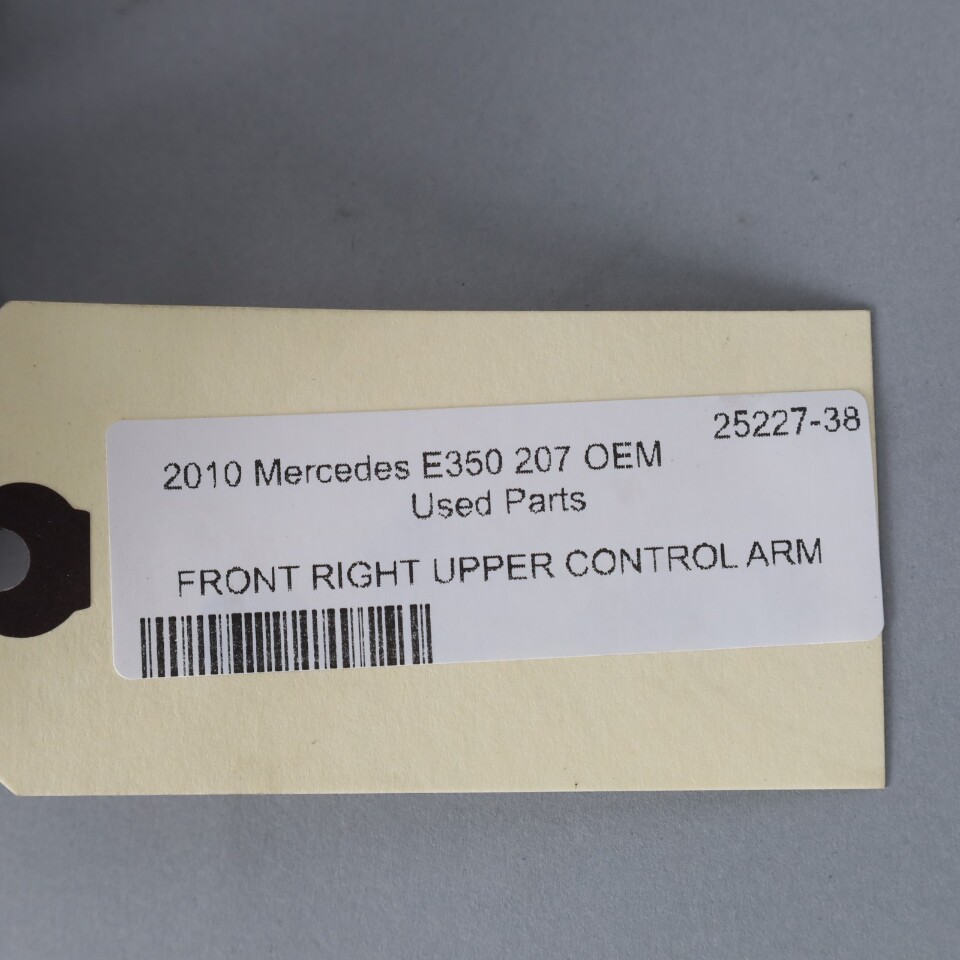 25227-38
2010 Mercedes E350 207 OEM
Used Parts
FRONT RIGHT UPPER CONTROL ARM